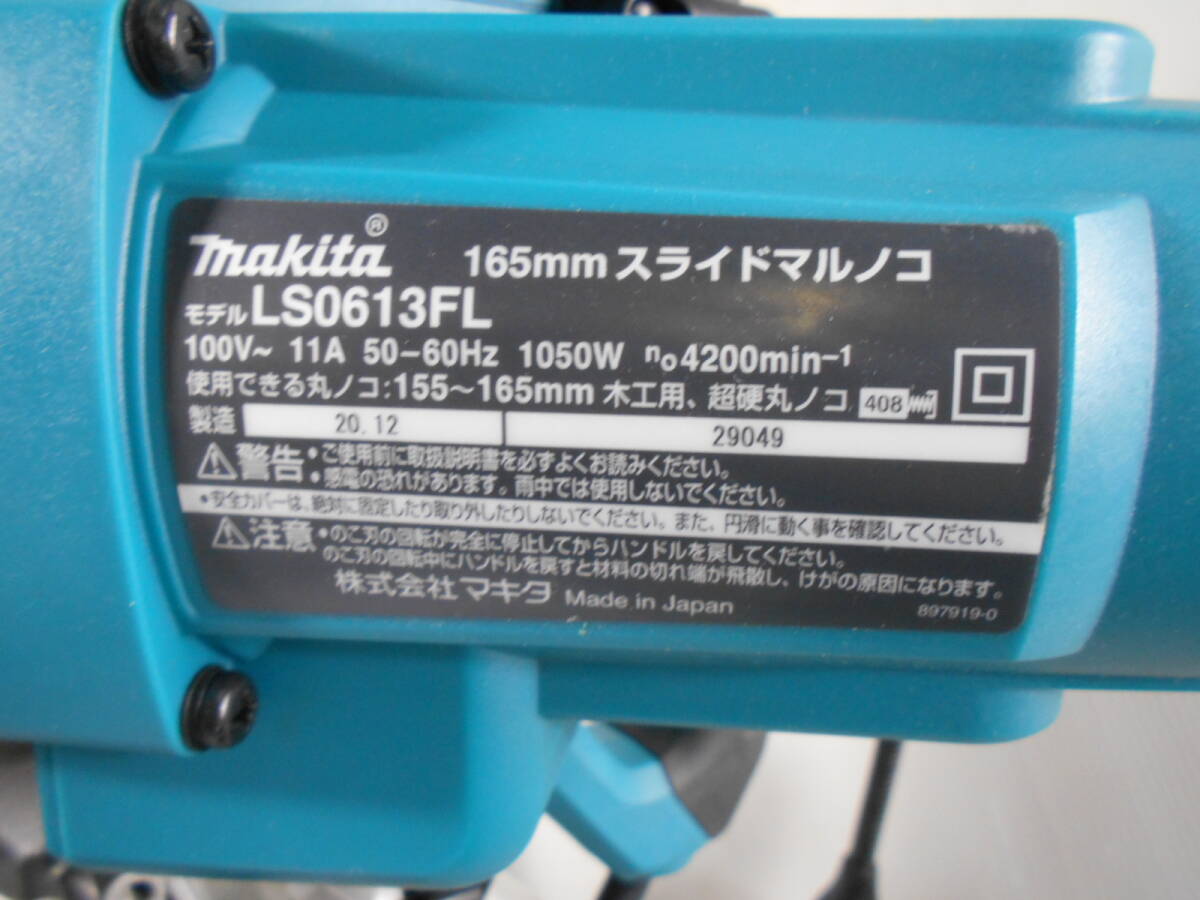 makita® 165mmスライドマルノコ
モデル LS0613FL
100V~ 11A 50-60Hz 1050W n₀4200min-1
使用できる丸ノコ:155~165mm 木工用、超硬丸ノコ 408
製造 20.12 29049
警告:・ご使用前に取扱説明書を必ずよくお読みください。
・感電の恐れがあります。雨中では使用しないでください。
・安全カバーは、絶対に固定したり取り外したりしないでください。また、円滑に動く事を確認してください。
注意・のこ刃の回転が完全に停止してからハンドルを戻してください。
のこ刃の回転中にハンドルを戻すと材料の切れ端が飛散し、けがの原因になります。
株式会社マキタ Made in Japan 897919-0